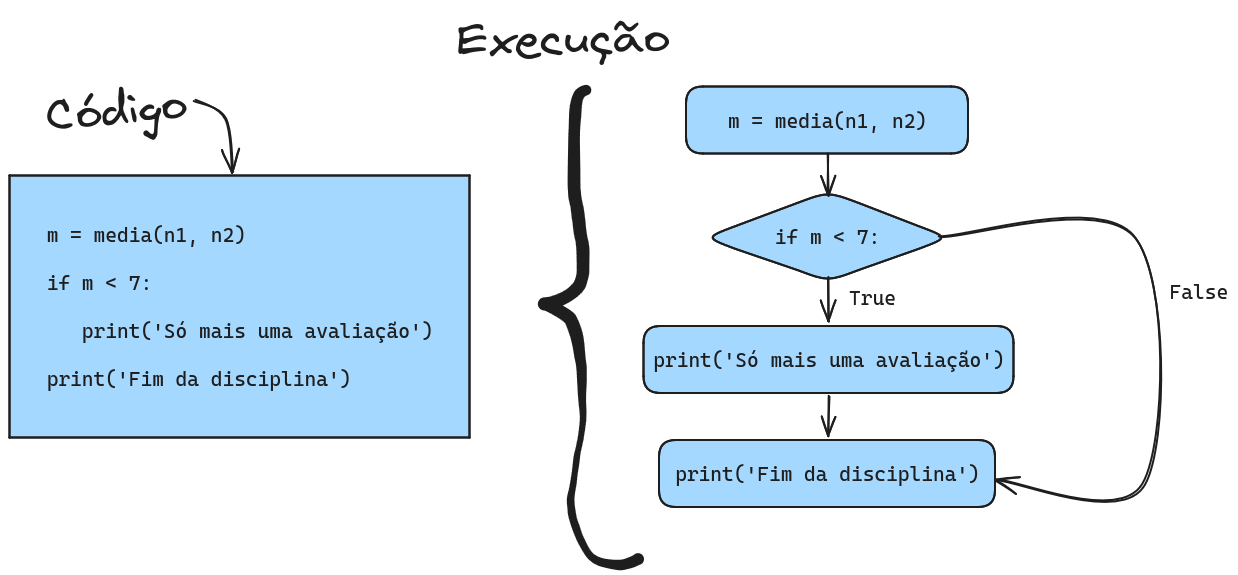 Execução
Código
m = media(n1, n2)
if m < 7:
print('Só mais uma avaliação')
print('Fim da disciplina')
m = media(n1, n2)
if m < 7:
True
False
print('Só mais uma avaliação')
print('Fim da disciplina')